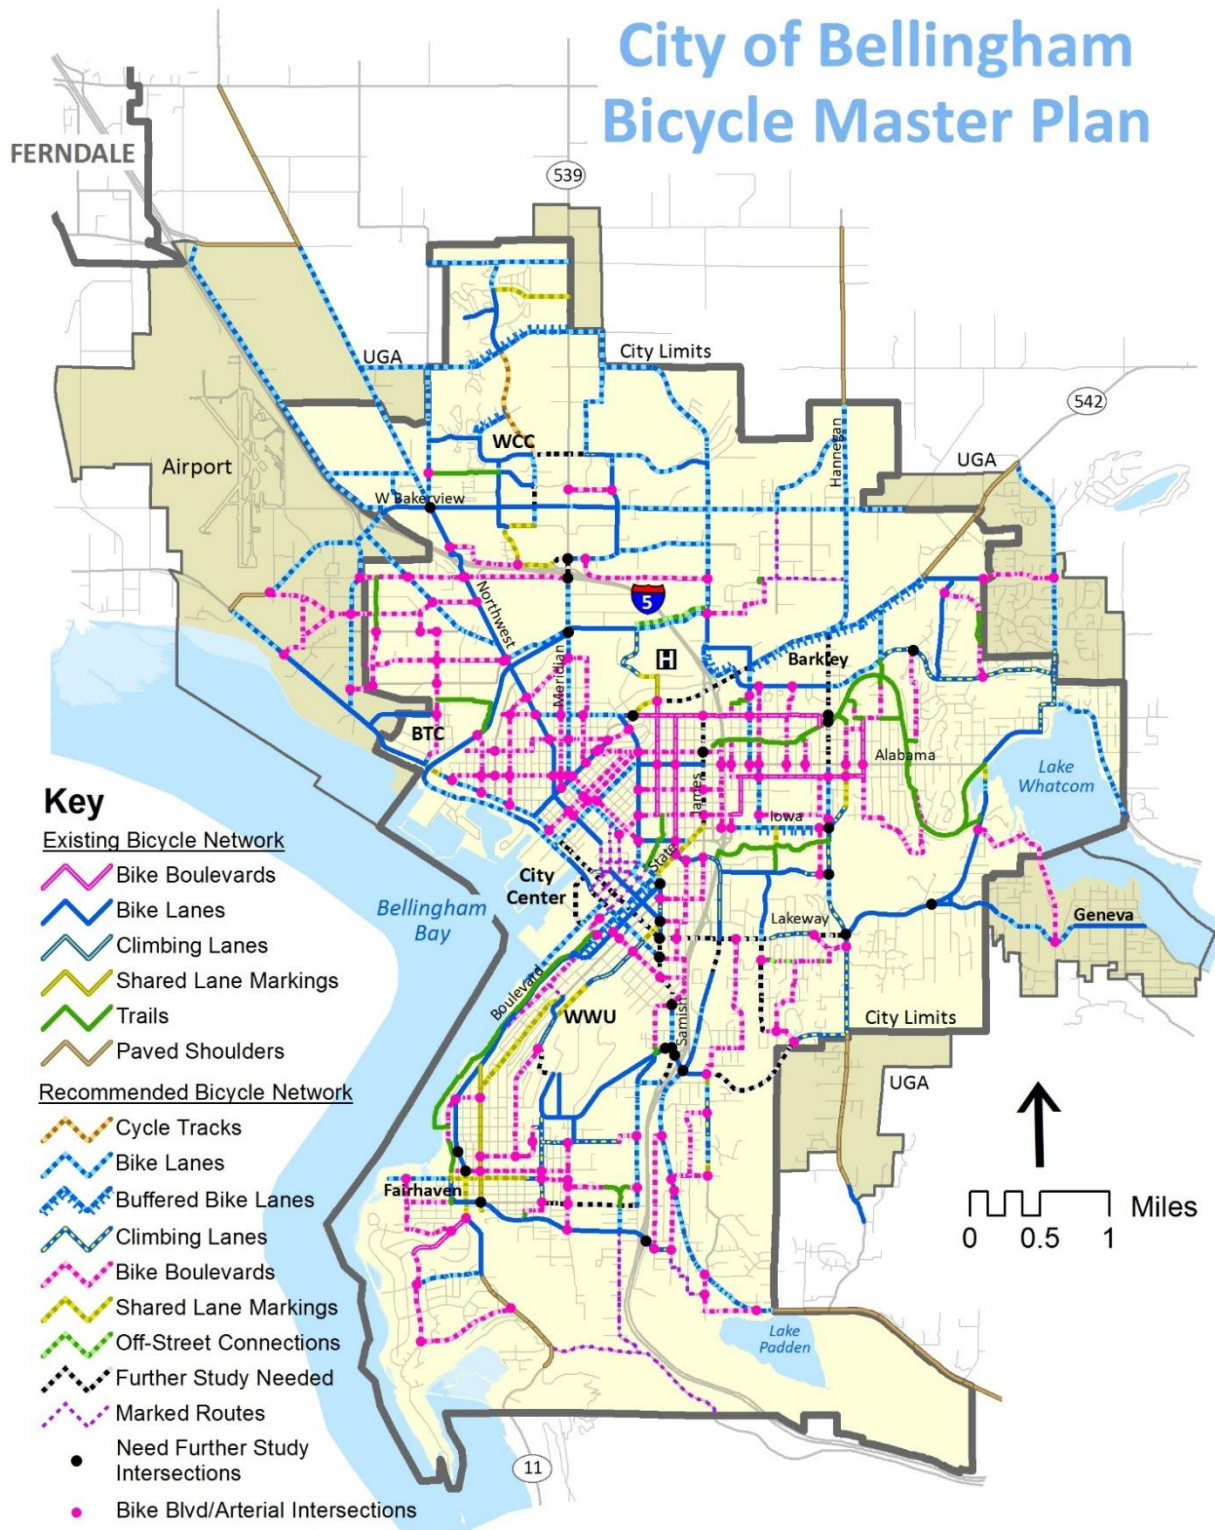 City of Bellingham
Bicycle Master Plan
FERNDALE
539
UGA
City Limits
542
Airport
WCC
Hannegan
UGA
W Bakerview
Northwest
5
H
Meridian
Barkley
BTC
Alabama
Lake
Whatcom
James
Iowa
State
City
Center
Bellingham
Bay
Lakeway
Geneva
Boulevard
WWU
Samish
City Limits
UGA
Fairhaven
Lake
Padden
11
Miles
0 0.5 1
Key
Existing Bicycle Network
Bike Boulevards
Bike Lanes
Climbing Lanes
Shared Lane Markings
Trails
Paved Shoulders
Recommended Bicycle Network
Cycle Tracks
Bike Lanes
Buffered Bike Lanes
Climbing Lanes
Bike Boulevards
Shared Lane Markings
Off-Street Connections
Further Study Needed
Marked Routes
Need Further Study
Intersections
Bike Blvd/Arterial Intersections